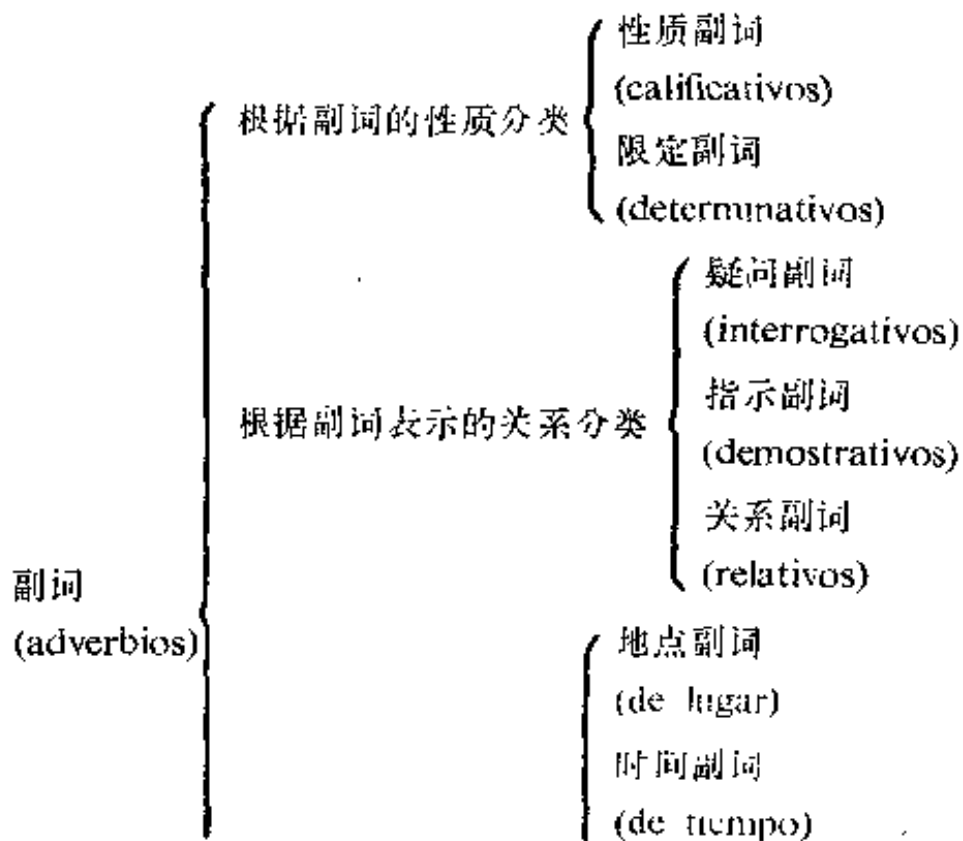 性质副词
(calificativos)
根据副词的性质分类
限定副词
(determinativos)
疑问副词
(interrogativos)
指示副词
根据副词表示的关系分类
(demostrativos)
关系副词
(relativos)
副词
(adverbios)
地点副词
(de lugar)
时间副词
(de tiempo)